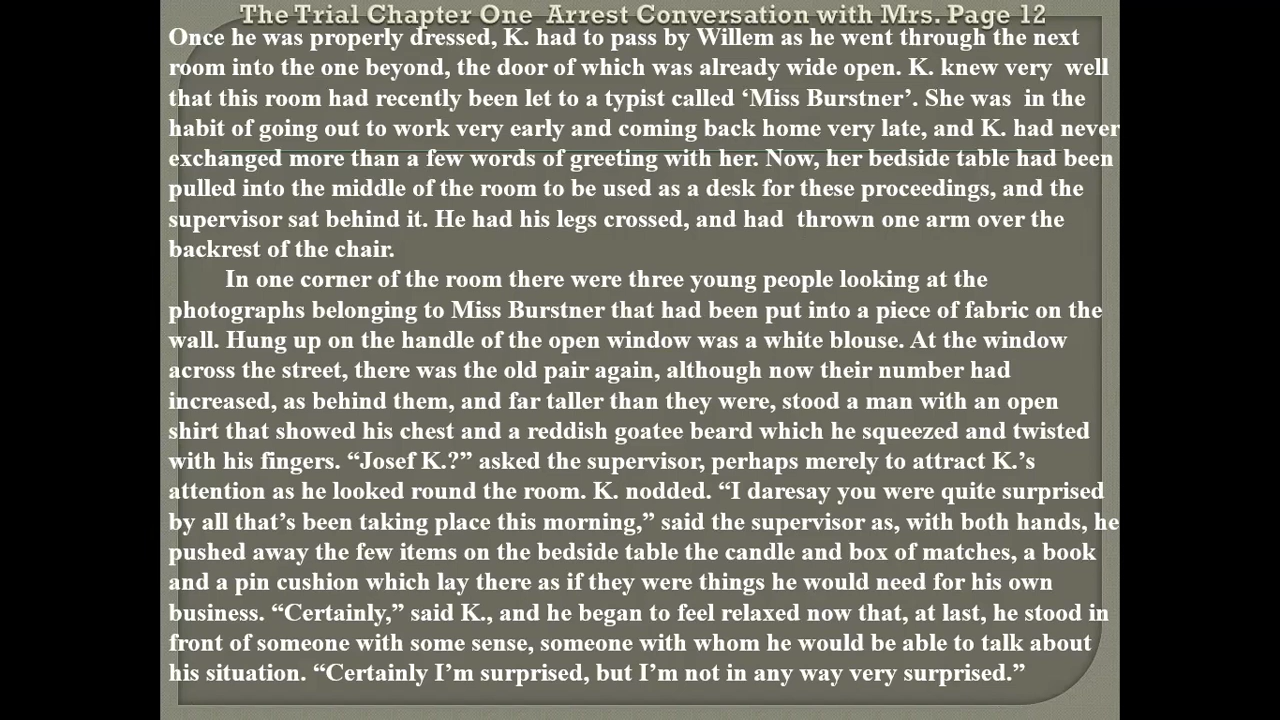 The Trial Chapter One Arrest Conversation with Mrs. Page 12
Once he was properly dressed, K. had to pass by Willem as he went through the next
room into the one beyond, the door of which was already wide open. K. knew very well
that this room had recently been let to a typist called ‘Miss Burstner’. She was in the
habit of going out to work very early and coming back home very late, and K. had never
exchanged more than a few words of greeting with her. Now, her bedside table had been
pulled into the middle of the room to be used as a desk for these proceedings, and the
supervisor sat behind it. He had his legs crossed, and had thrown one arm over the
backrest of the chair.
In one corner of the room there were three young people looking at the
photographs belonging to Miss Burstner that had been put into a piece of fabric on the
wall. Hung up on the handle of the open window was a white blouse. At the window
across the street, there was the old pair again, although now their number had
increased, as behind them, and far taller than they were, stood a man with an open
shirt that showed his chest and a reddish goatee beard which he squeezed and twisted
with his fingers. “Josef K.?” asked the supervisor, perhaps merely to attract K.’s
attention as he looked round the room. K. nodded. “I daresay you were quite surprised
by all that’s been taking place this morning,” said the supervisor as, with both hands, he
pushed away the few items on the bedside table the candle and box of matches, a book
and a pin cushion which lay there as if they were things he would need for his own
business. “Certainly,” said K., and he began to feel relaxed now that, at last, he stood in
front of someone with some sense, someone with whom he would be able to talk about
his situation. “Certainly I’m surprised, but I’m not in any way very surprised.”